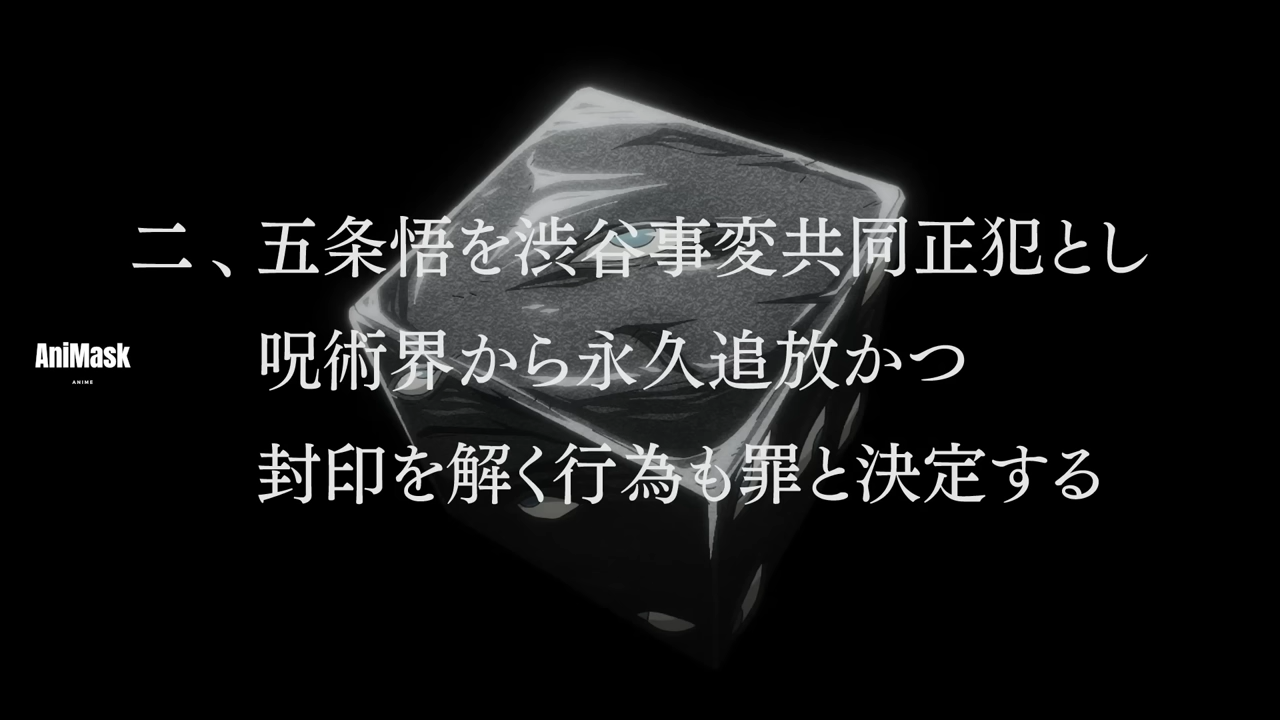 二、五条悟を渋谷事変共同正犯とし
呪術界から永久追放かつ
封印を解く行為も罪と決定する
AniMask
ANIME